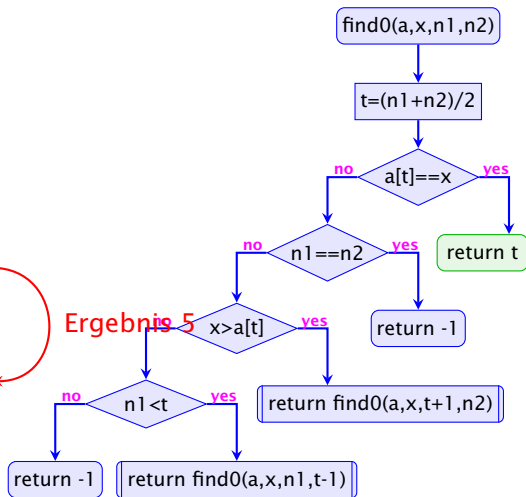 find0(a,x,n1,n2)
t=(n1+n2)/2
a[t]==x
no
yes
n1==n2
return t
no
yes
x>a[t]
return -1
Ergebnis 5
no
yes
n1<t
return find0(a,x,t+1,n2)
no
yes
return -1
return find0(a,x,n1,t-1)